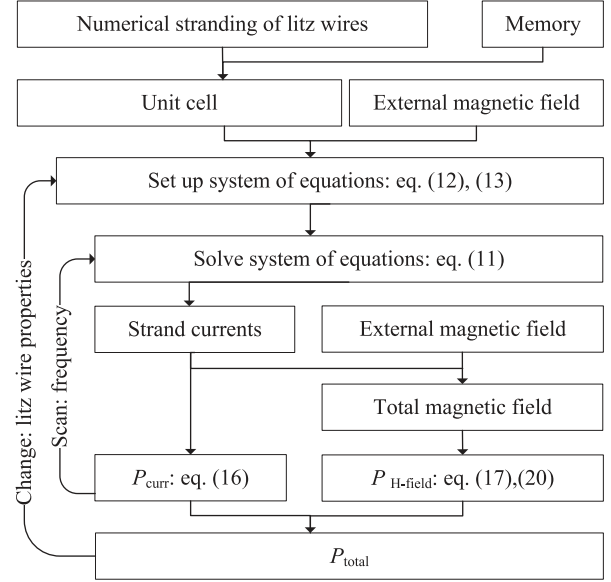 Numerical stranding of litz wires
Memory
Unit cell
External magnetic field
Set up system of equations: eq. (12), (13)
Solve system of equations: eq. (11)
Strand currents
External magnetic field
Total magnetic field
Pcurr: eq. (16)
P H-field: eq. (17),(20)
Ptotal
Change: litz wire properties
Scan: frequency